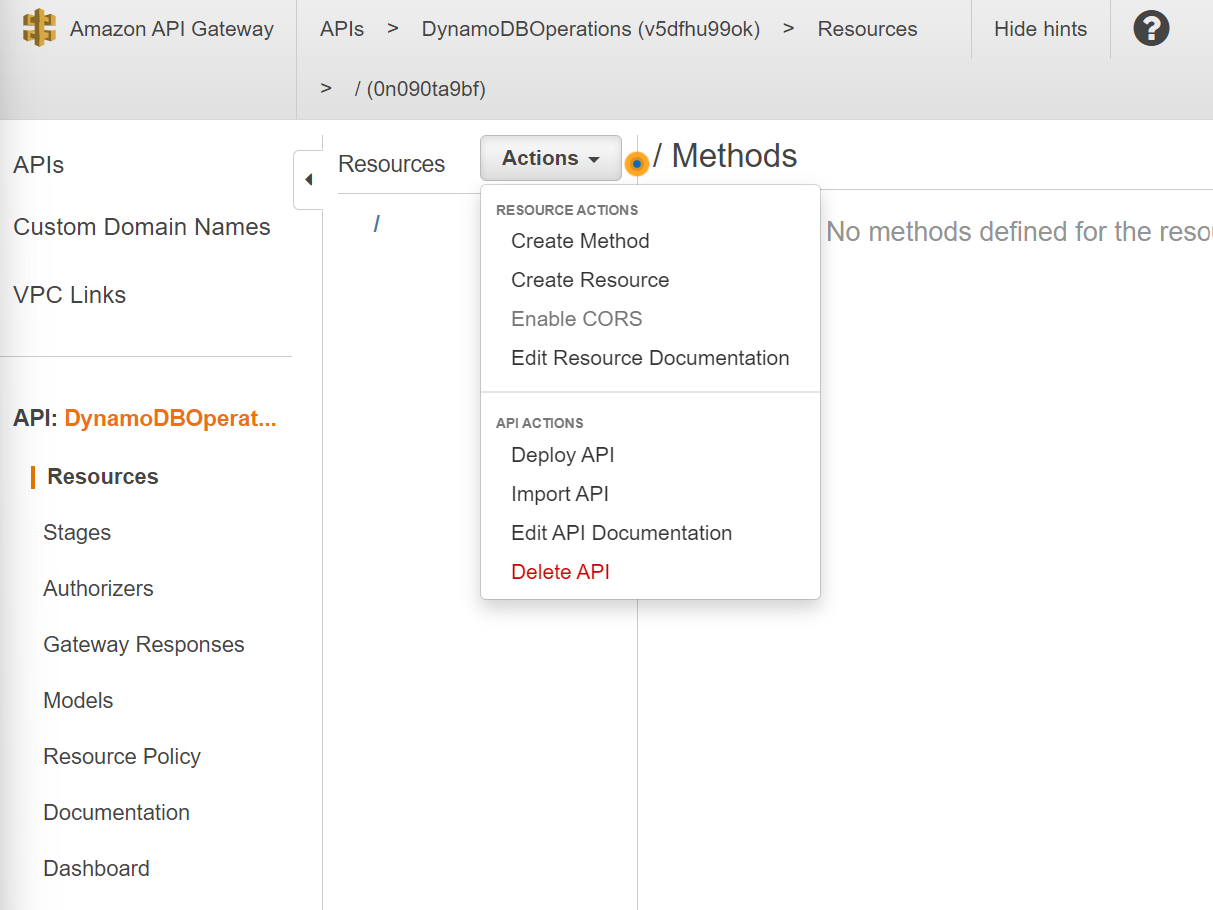 Amazon API Gateway
APIs > DynamoDBOperations (v5dfhu99ok) > Resources
> / (0n090ta9bf)
Hide hints
?
APIs
Custom Domain Names
VPC Links
API: DynamoDBOperat...
Resources
Stages
Authorizers
Gateway Responses
Models
Resource Policy
Documentation
Dashboard
Resources
Actions
/
RESOURCE ACTIONS
Create Method
Create Resource
Enable CORS
Edit Resource Documentation
API ACTIONS
Deploy API
Import API
Edit API Documentation
Delete API
/ Methods
No methods defined for the